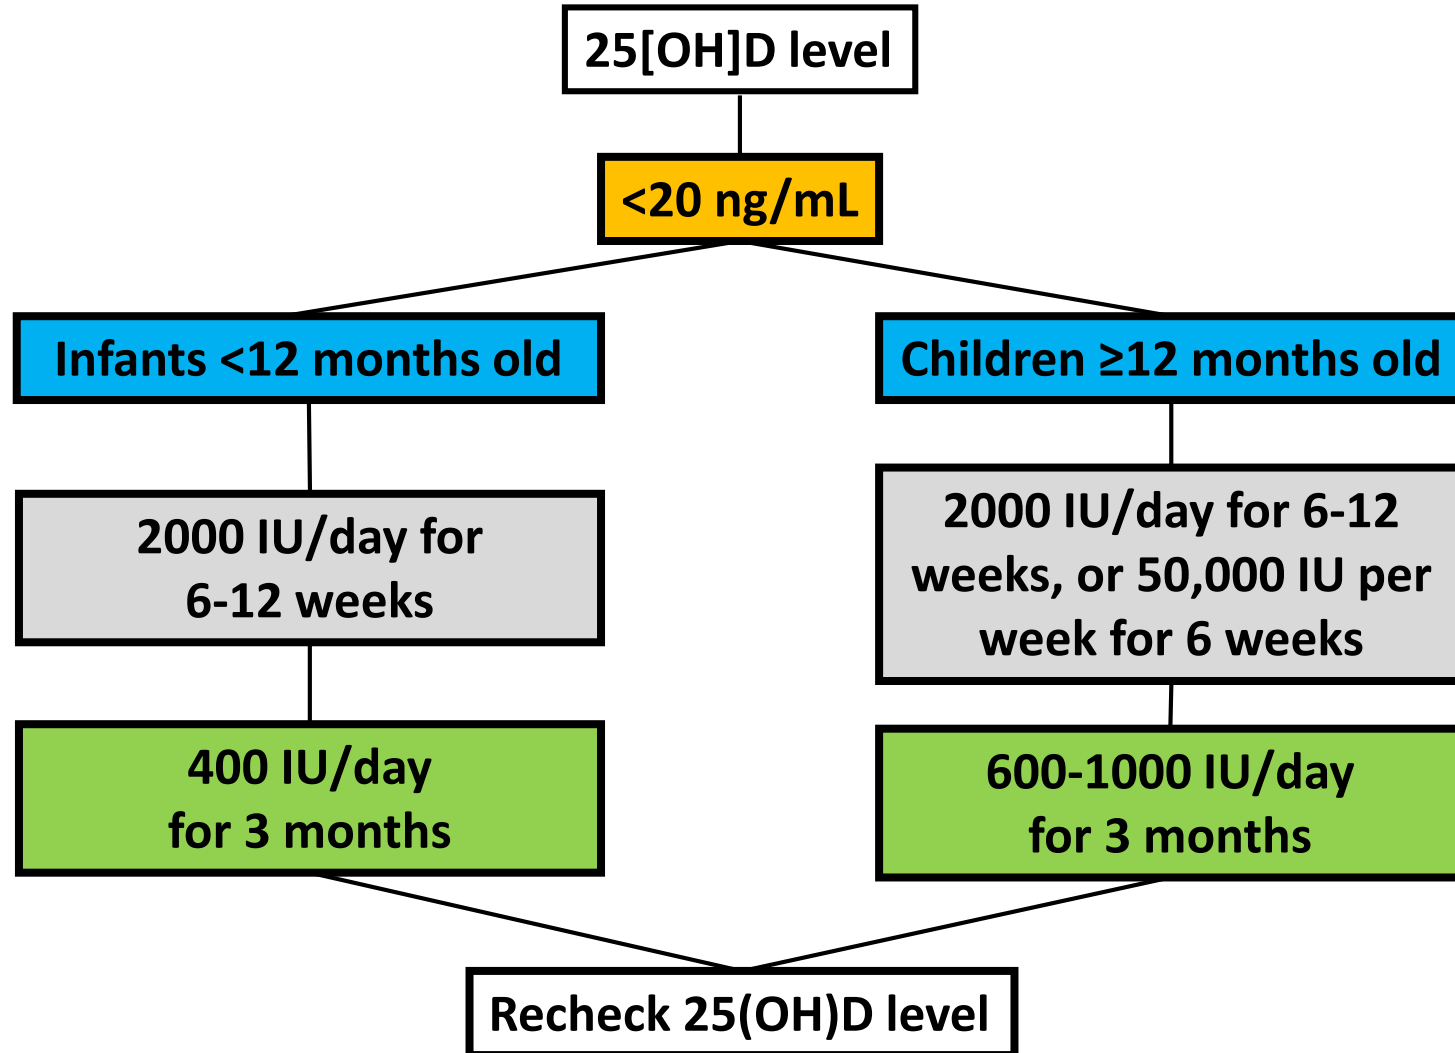 25[OH]D level
<20 ng/mL
Infants <12 months old
Children ≥12 months old
2000 IU/day for
6-12 weeks
2000 IU/day for 6-12
weeks, or 50,000 IU per
week for 6 weeks
400 IU/day
for 3 months
600-1000 IU/day
for 3 months
Recheck 25(OH)D level